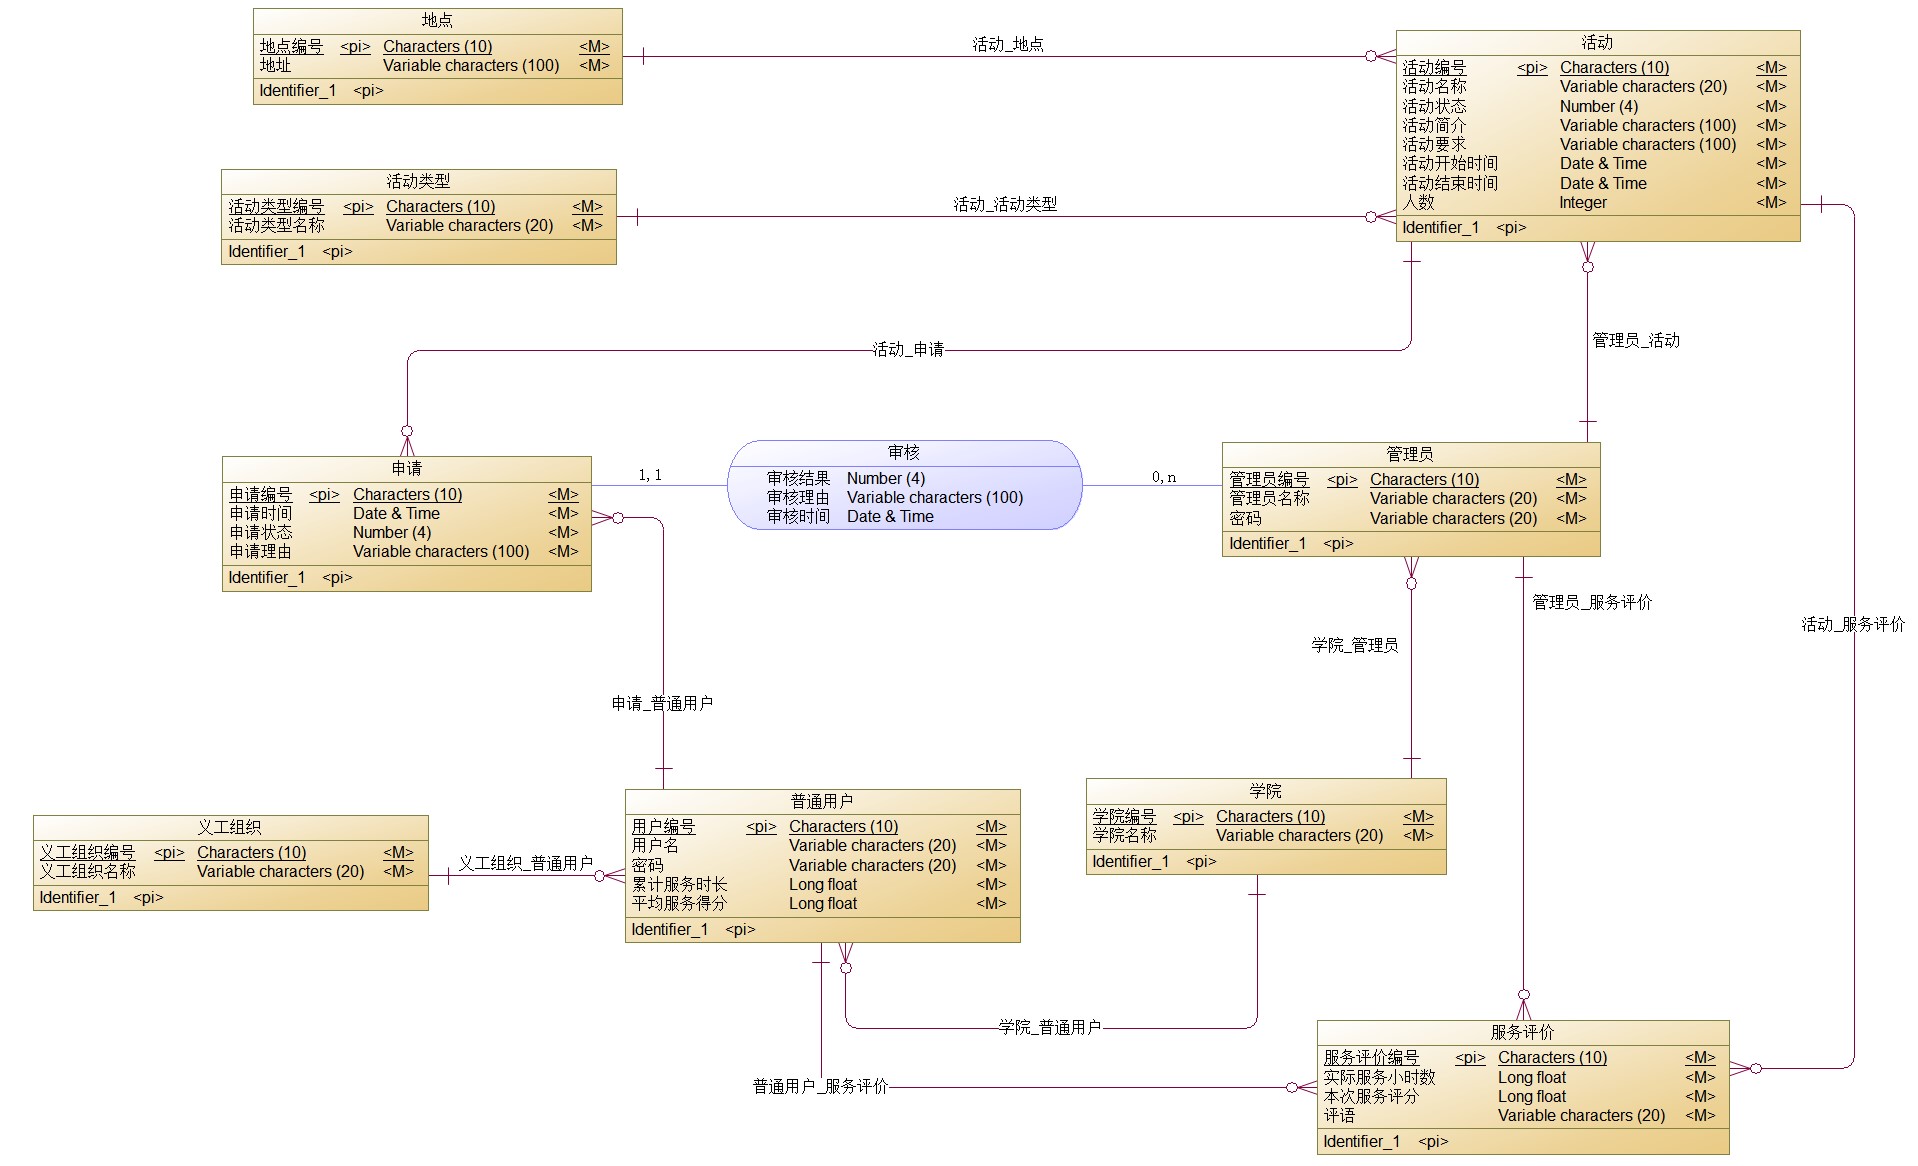 地点
地点编号 <pi> Characters (10) <M>
地址 Variable characters (100) <M>
Identifier_1 <pi>
活动_地点
活动
活动编号 <pi> Characters (10) <M>
活动名称 Variable characters (20) <M>
活动状态 Number (4) <M>
活动简介 Variable characters (100) <M>
活动要求 Variable characters (100) <M>
活动开始时间 Date & Time <M>
活动结束时间 Date & Time <M>
人数 Integer <M>
Identifier_1 <pi>
活动类型
活动类型编号 <pi> Characters (10) <M>
活动类型名称 Variable characters (20) <M>
Identifier_1 <pi>
活动_活动类型
管理员_活动
活动_申请
申请
申请编号 <pi> Characters (10) <M>
申请时间 Date & Time <M>
申请状态 Number (4) <M>
申请理由 Variable characters (100) <M>
Identifier_1 <pi>
1,1
审核
审核结果 Number (4)
审核理由 Variable characters (100)
审核时间 Date & Time
0,n
管理员
管理员编号 <pi> Characters (10) <M>
管理员名称 Variable characters (20) <M>
密码 Variable characters (20) <M>
Identifier_1 <pi>
管理员_服务评价
活动_服务评价
学院_管理员
申请_普通用户
义工组织
义工组织编号 <pi> Characters (10) <M>
义工组织名称 Variable characters (20) <M>
Identifier_1 <pi>
义工组织_普通用户
普通用户
用户编号 <pi> Characters (10) <M>
用户名 Variable characters (20) <M>
密码 Variable characters (20) <M>
累计服务时长 Long float <M>
平均服务得分 Long float <M>
Identifier_1 <pi>
学院
学院编号 <pi> Characters (10) <M>
学院名称 Variable characters (20) <M>
Identifier_1 <pi>
学院_普通用户
普通用户_服务评价
服务评价
服务评价编号 <pi> Characters (10) <M>
实际服务小时数 Long float <M>
本次服务评分 Long float <M>
评语 Variable characters (20) <M>
Identifier_1 <pi>